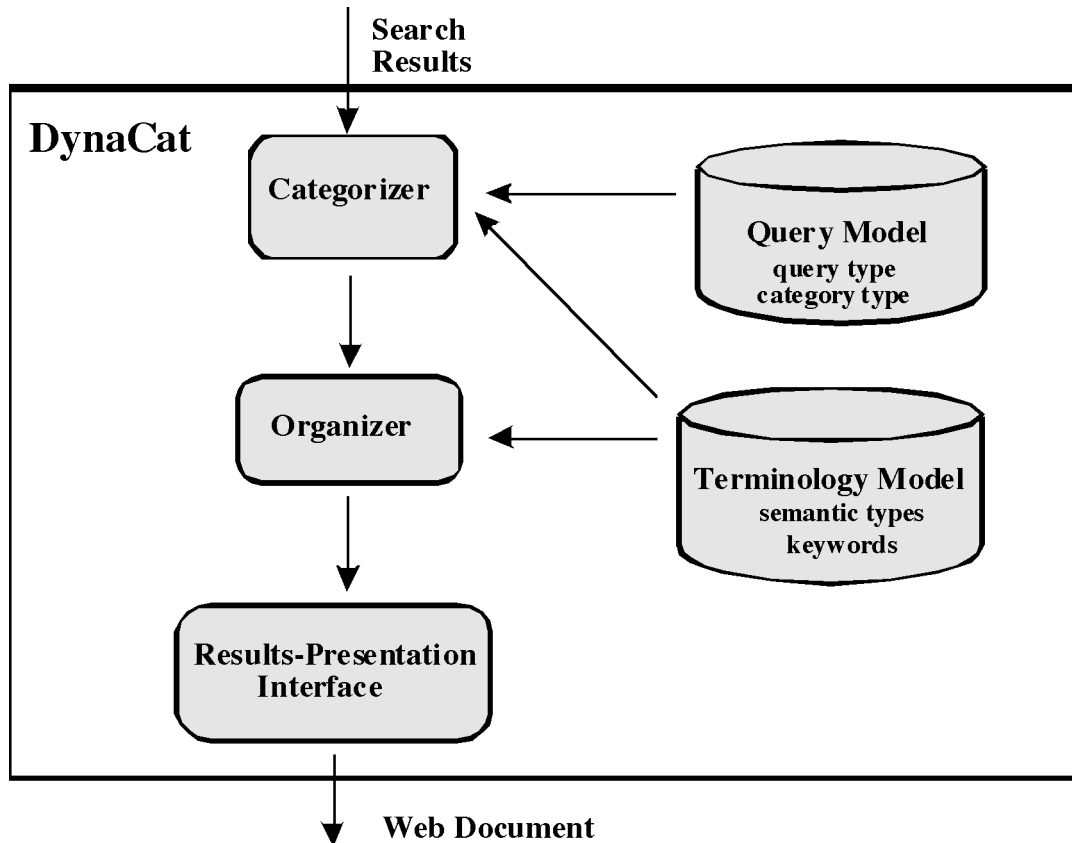 Search
Results
DynaCat
Categorizer
Query Model
query type
category type
Organizer
Terminology Model
semantic types
keywords
Results-Presentation
Interface
Web Document